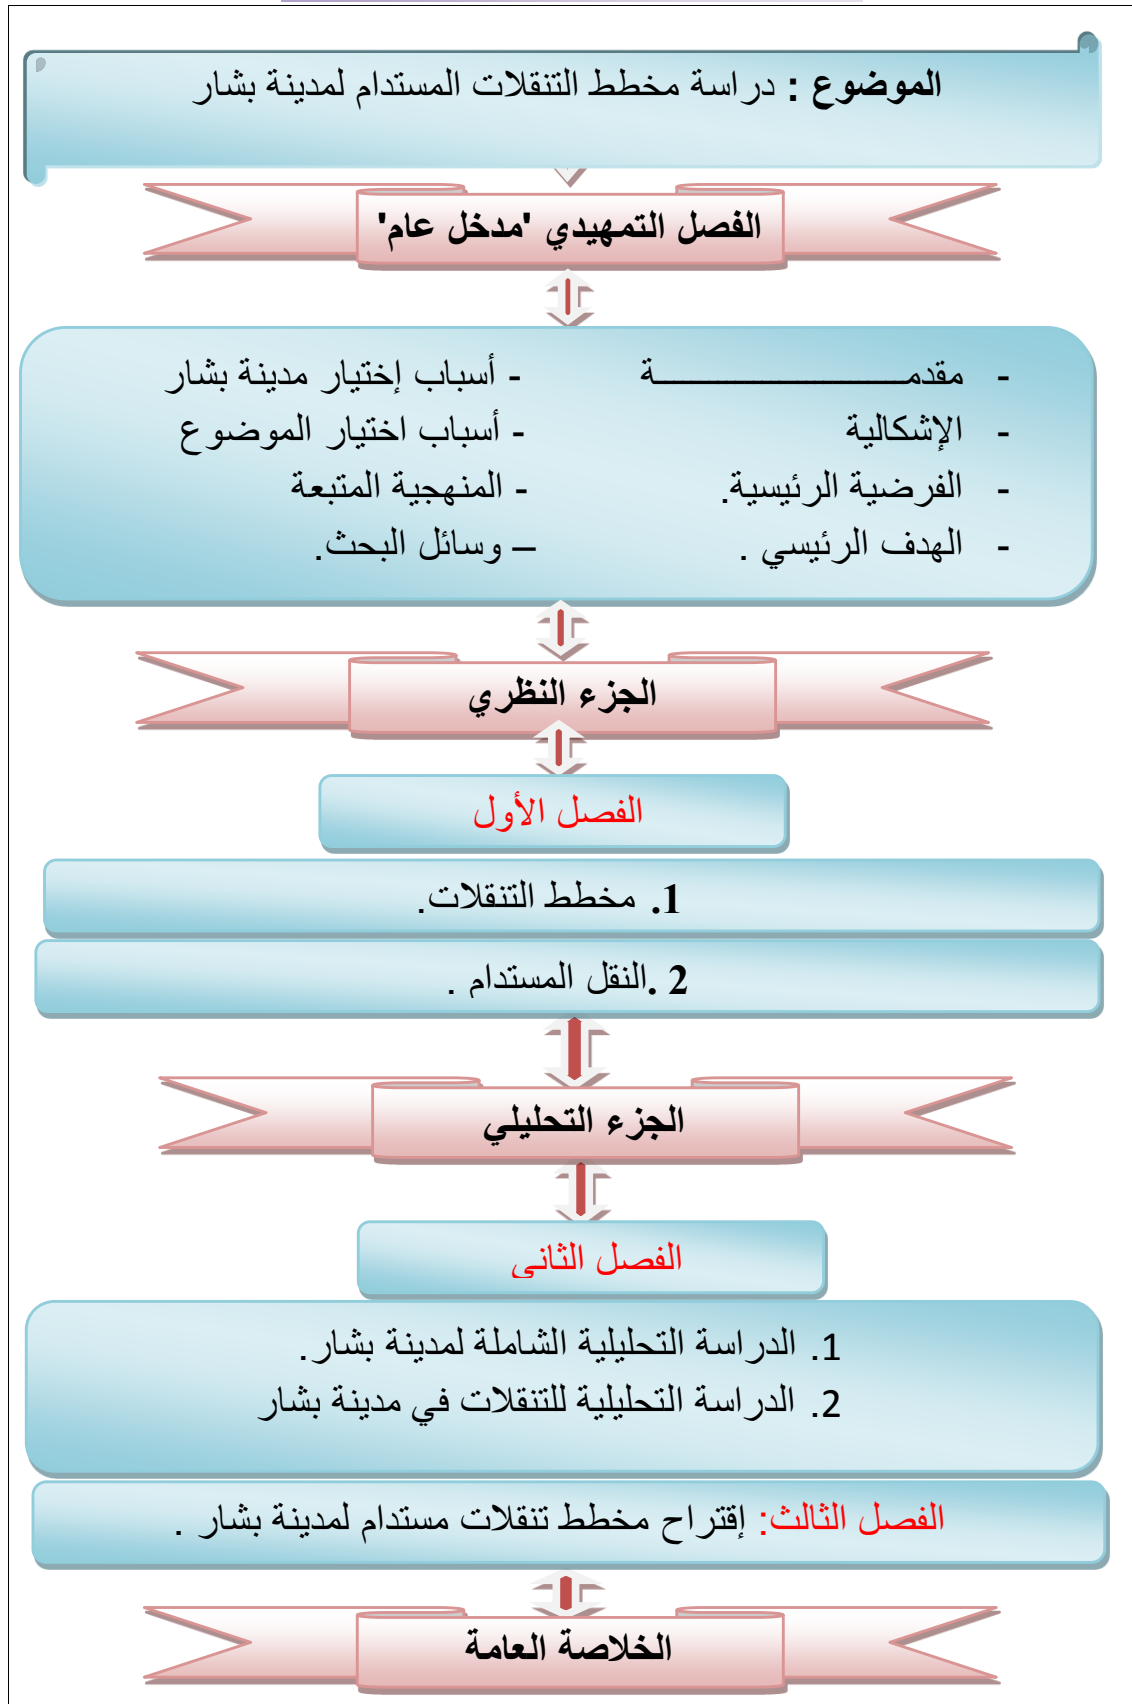 الموضوع : دراسة مخطط التنقلات المستدام لمدينة بشار
الفصل التمهيدي 'مدخل عام'
- مقدمـــــــــــــــــــــــة - أسباب إختيار مدينة بشار
- الإشكالية - أسباب اختيار الموضوع
- الفرضية الرئيسية. - المنهجية المتبعة
- الهدف الرئيسي . – وسائل البحث.
الجزء النظري
الفصل الأول
1. مخطط التنقلات.
2 .النقل المستدام .
الجزء التحليلي
الفصل الثاني
1. الدراسة التحليلية الشاملة لمدينة بشار.
2. الدراسة التحليلية للتنقلات في مدينة بشار
الفصل الثالث: إقتراح مخطط تنقلات مستدام لمدينة بشار .
الخلاصة العامة